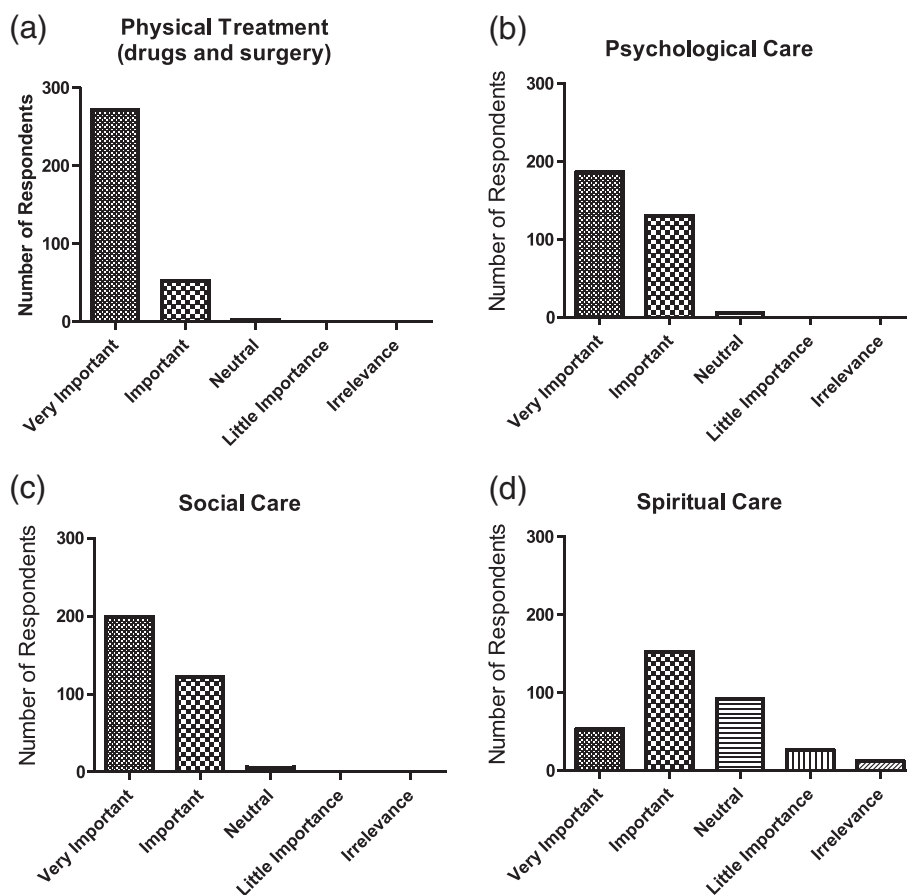 (a)
Physical Treatment
(drugs and surgery)
Number of Respondents
300
200
100
0
Very Important
Important
Neutral
Little Importance
Irrelevance
(b)
Psychological Care
Number of Respondents
300
200
100
0
Very Important
Important
Neutral
Little Importance
Irrelevance
(c)
Social Care
Number of Respondents
300
200
100
0
Very Important
Important
Neutral
Little Importance
Irrelevance
(d)
Spiritual Care
Number of Respondents
300
200
100
0
Very Important
Important
Neutral
Little Importance
Irrelevance